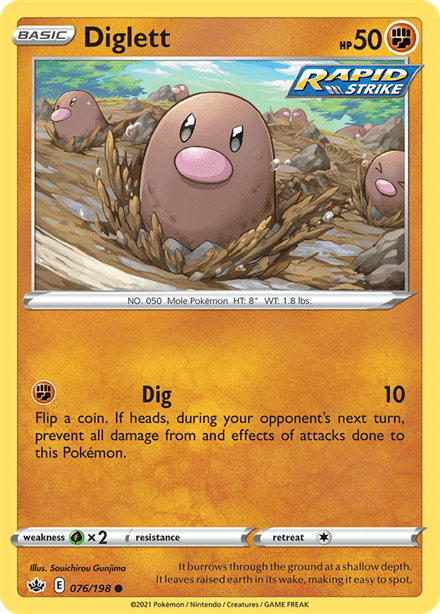 BASIC Diglett HP 50
RAPID
STRIKE
NO. 050 Mole Pokémon HT: 8" WT: 1.8 lbs.
Dig 10
Flip a coin. If heads, during your opponent's next turn,
prevent all damage from and effects of attacks done to
this Pokémon.
weakness ×2 resistance retreat
Illus. Souichirou Gunjima
It burrows through the ground at a shallow depth.
It leaves raised earth in its wake, making it easy to spot.
E 076/198
©2021 Pokémon / Nintendo / Creatures / GAME FREAK